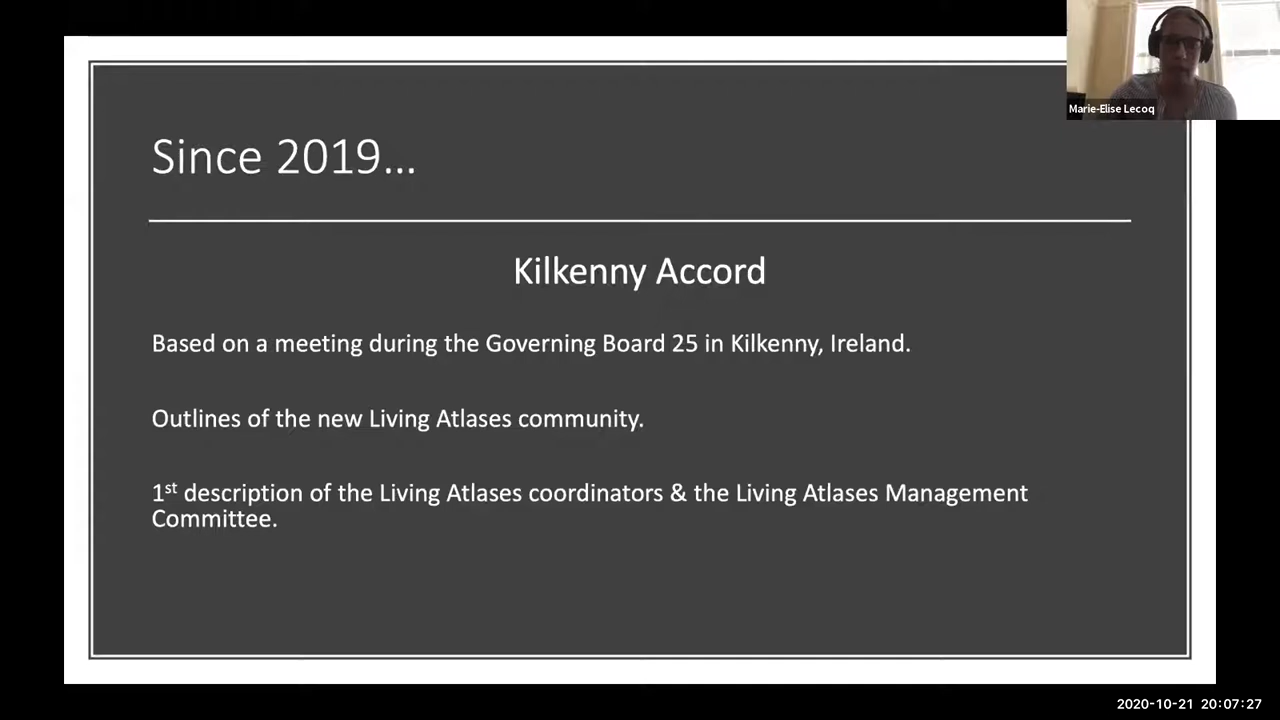 Marie-Elise Lecoq
Since 2019...
Kilkenny Accord
Based on a meeting during the Governing Board 25 in Kilkenny, Ireland.
Outlines of the new Living Atlases community.
1st description of the Living Atlases coordinators & the Living Atlases Management
Committee.
2020-10-21 20:07:27